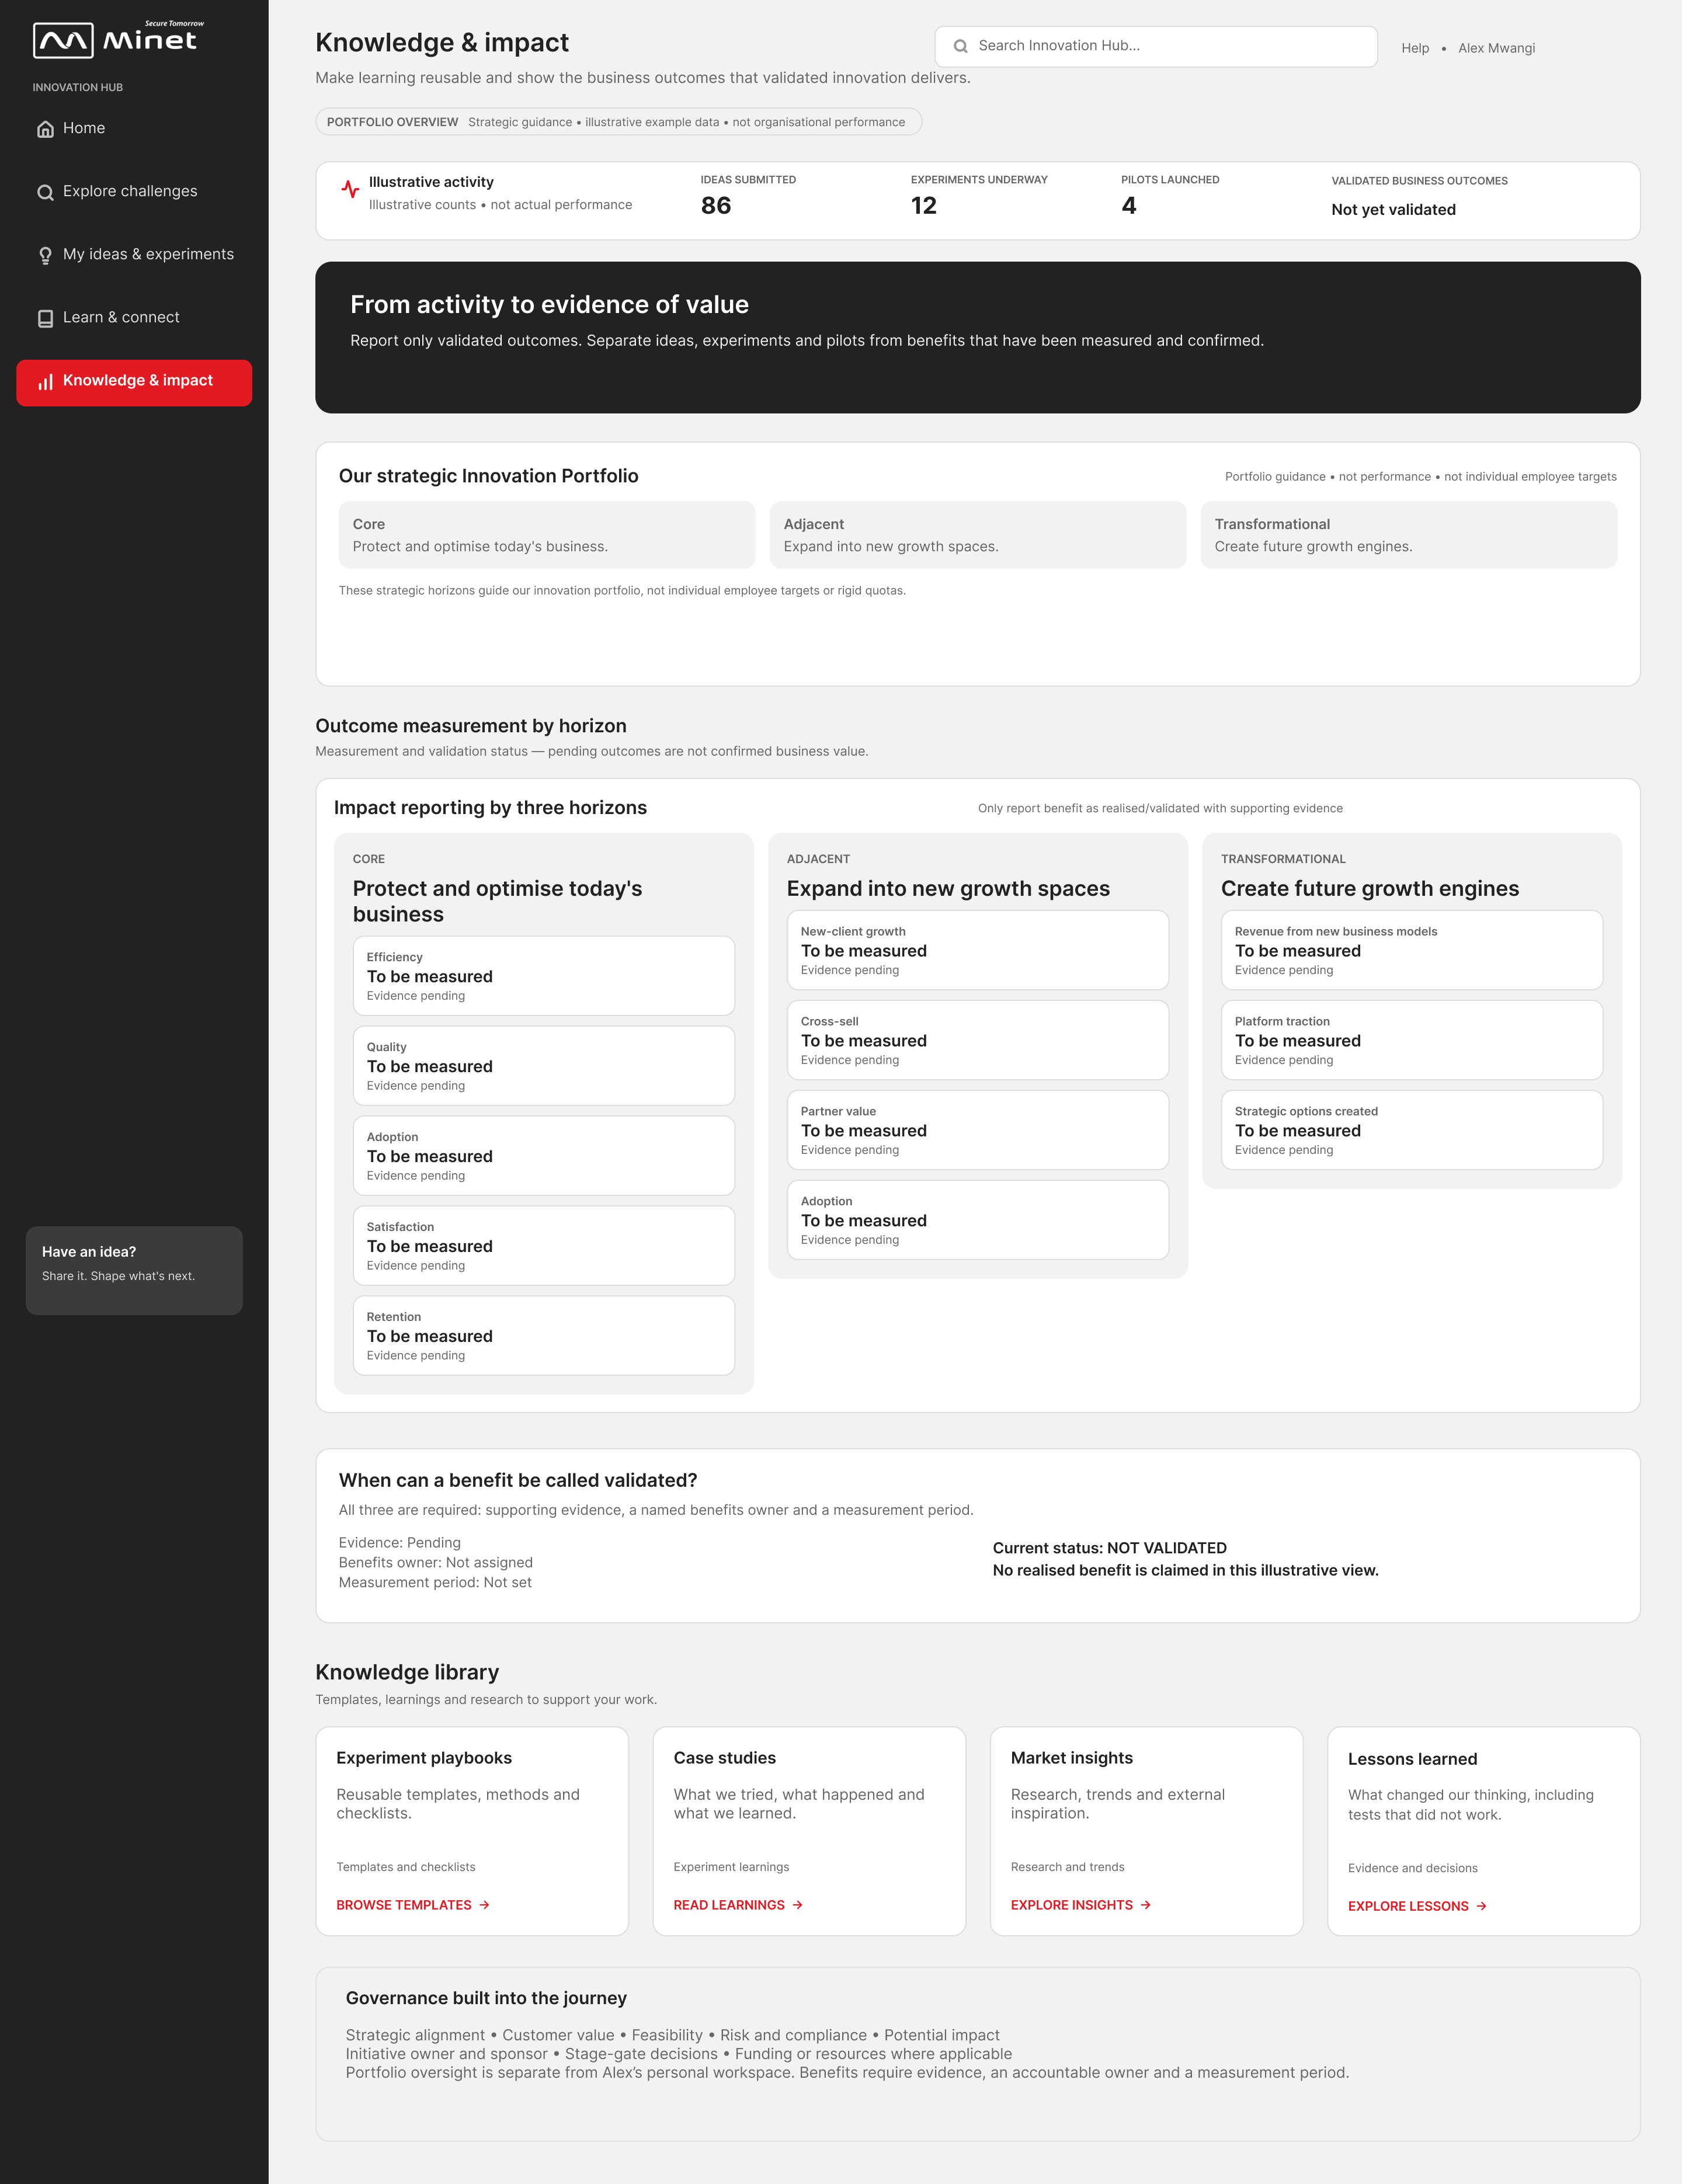 Secure Tomorrow
Minet
INNOVATION HUB
Home
Explore challenges
My ideas & experiments
Learn & connect
Knowledge & impact
Have an idea?
Share it. Shape what's next.
Knowledge & impact
Search Innovation Hub...
Help • Alex Mwangi
Make learning reusable and show the business outcomes that validated innovation delivers.
PORTFOLIO OVERVIEW Strategic guidance • illustrative example data • not organisational performance
Illustrative activity
Illustrative counts • not actual performance
IDEAS SUBMITTED
86
EXPERIMENTS UNDERWAY
12
PILOTS LAUNCHED
4
VALIDATED BUSINESS OUTCOMES
Not yet validated
From activity to evidence of value
Report only validated outcomes. Separate ideas, experiments and pilots from benefits that have been measured and confirmed.
Our strategic Innovation Portfolio
Portfolio guidance • not performance • not individual employee targets
Core
Protect and optimise today's business.
Adjacent
Expand into new growth spaces.
Transformational
Create future growth engines.
These strategic horizons guide our innovation portfolio, not individual employee targets or rigid quotas.
Outcome measurement by horizon
Measurement and validation status — pending outcomes are not confirmed business value.
Impact reporting by three horizons
Only report benefit as realised/validated with supporting evidence
CORE
Protect and optimise today's
business
Efficiency
To be measured
Evidence pending
Quality
To be measured
Evidence pending
Adoption
To be measured
Evidence pending
Satisfaction
To be measured
Evidence pending
Retention
To be measured
Evidence pending
ADJACENT
Expand into new growth spaces
New-client growth
To be measured
Evidence pending
Cross-sell
To be measured
Evidence pending
Partner value
To be measured
Evidence pending
Adoption
To be measured
Evidence pending
TRANSFORMATIONAL
Create future growth engines
Revenue from new business models
To be measured
Evidence pending
Platform traction
To be measured
Evidence pending
Strategic options created
To be measured
Evidence pending
When can a benefit be called validated?
All three are required: supporting evidence, a named benefits owner and a measurement period.
Evidence: Pending
Benefits owner: Not assigned
Measurement period: Not set
Current status: NOT VALIDATED
No realised benefit is claimed in this illustrative view.
Knowledge library
Templates, learnings and research to support your work.
Experiment playbooks
Reusable templates, methods and
checklists.
Templates and checklists
BROWSE TEMPLATES →
Case studies
What we tried, what happened and
what we learned.
Experiment learnings
READ LEARNINGS →
Market insights
Research, trends and external
inspiration.
Research and trends
EXPLORE INSIGHTS →
Lessons learned
What changed our thinking, including
tests that did not work.
Evidence and decisions
EXPLORE LESSONS →
Governance built into the journey
Strategic alignment • Customer value • Feasibility • Risk and compliance • Potential impact
Initiative owner and sponsor • Stage-gate decisions • Funding or resources where applicable
Portfolio oversight is separate from Alex’s personal workspace. Benefits require evidence, an accountable owner and a measurement period.